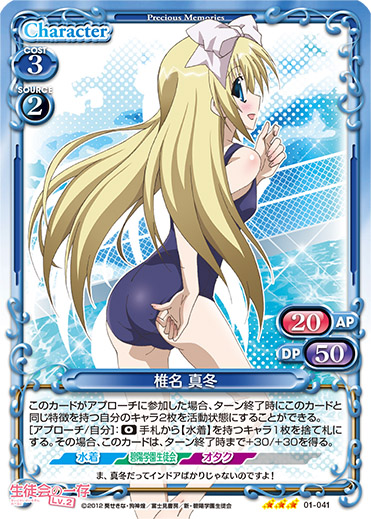 Precious Memories
Character
COST
3
SOURCE
2
20 AP
DP 50
椎名 真冬
このカードがアプローチに参加した場合、ターン終了時にこのカードと
同じ特徴を持つ自分のキャラ2枚を活動状態にすることができる。
[アプローチ/自分]:0手札から【水着】を持つキャラ1枚を捨て札に
する。その場合、このカードは、ターン終了時まで+30/+30を得る。
水着 碧陽学園生徒会 オタク
ま、真冬だってインドアばかりじゃないのですよ!
生徒会の一存
Lv.2
©2012 葵せきな・狗神煌/富士見書房/新・碧陽学園生徒会
01-041